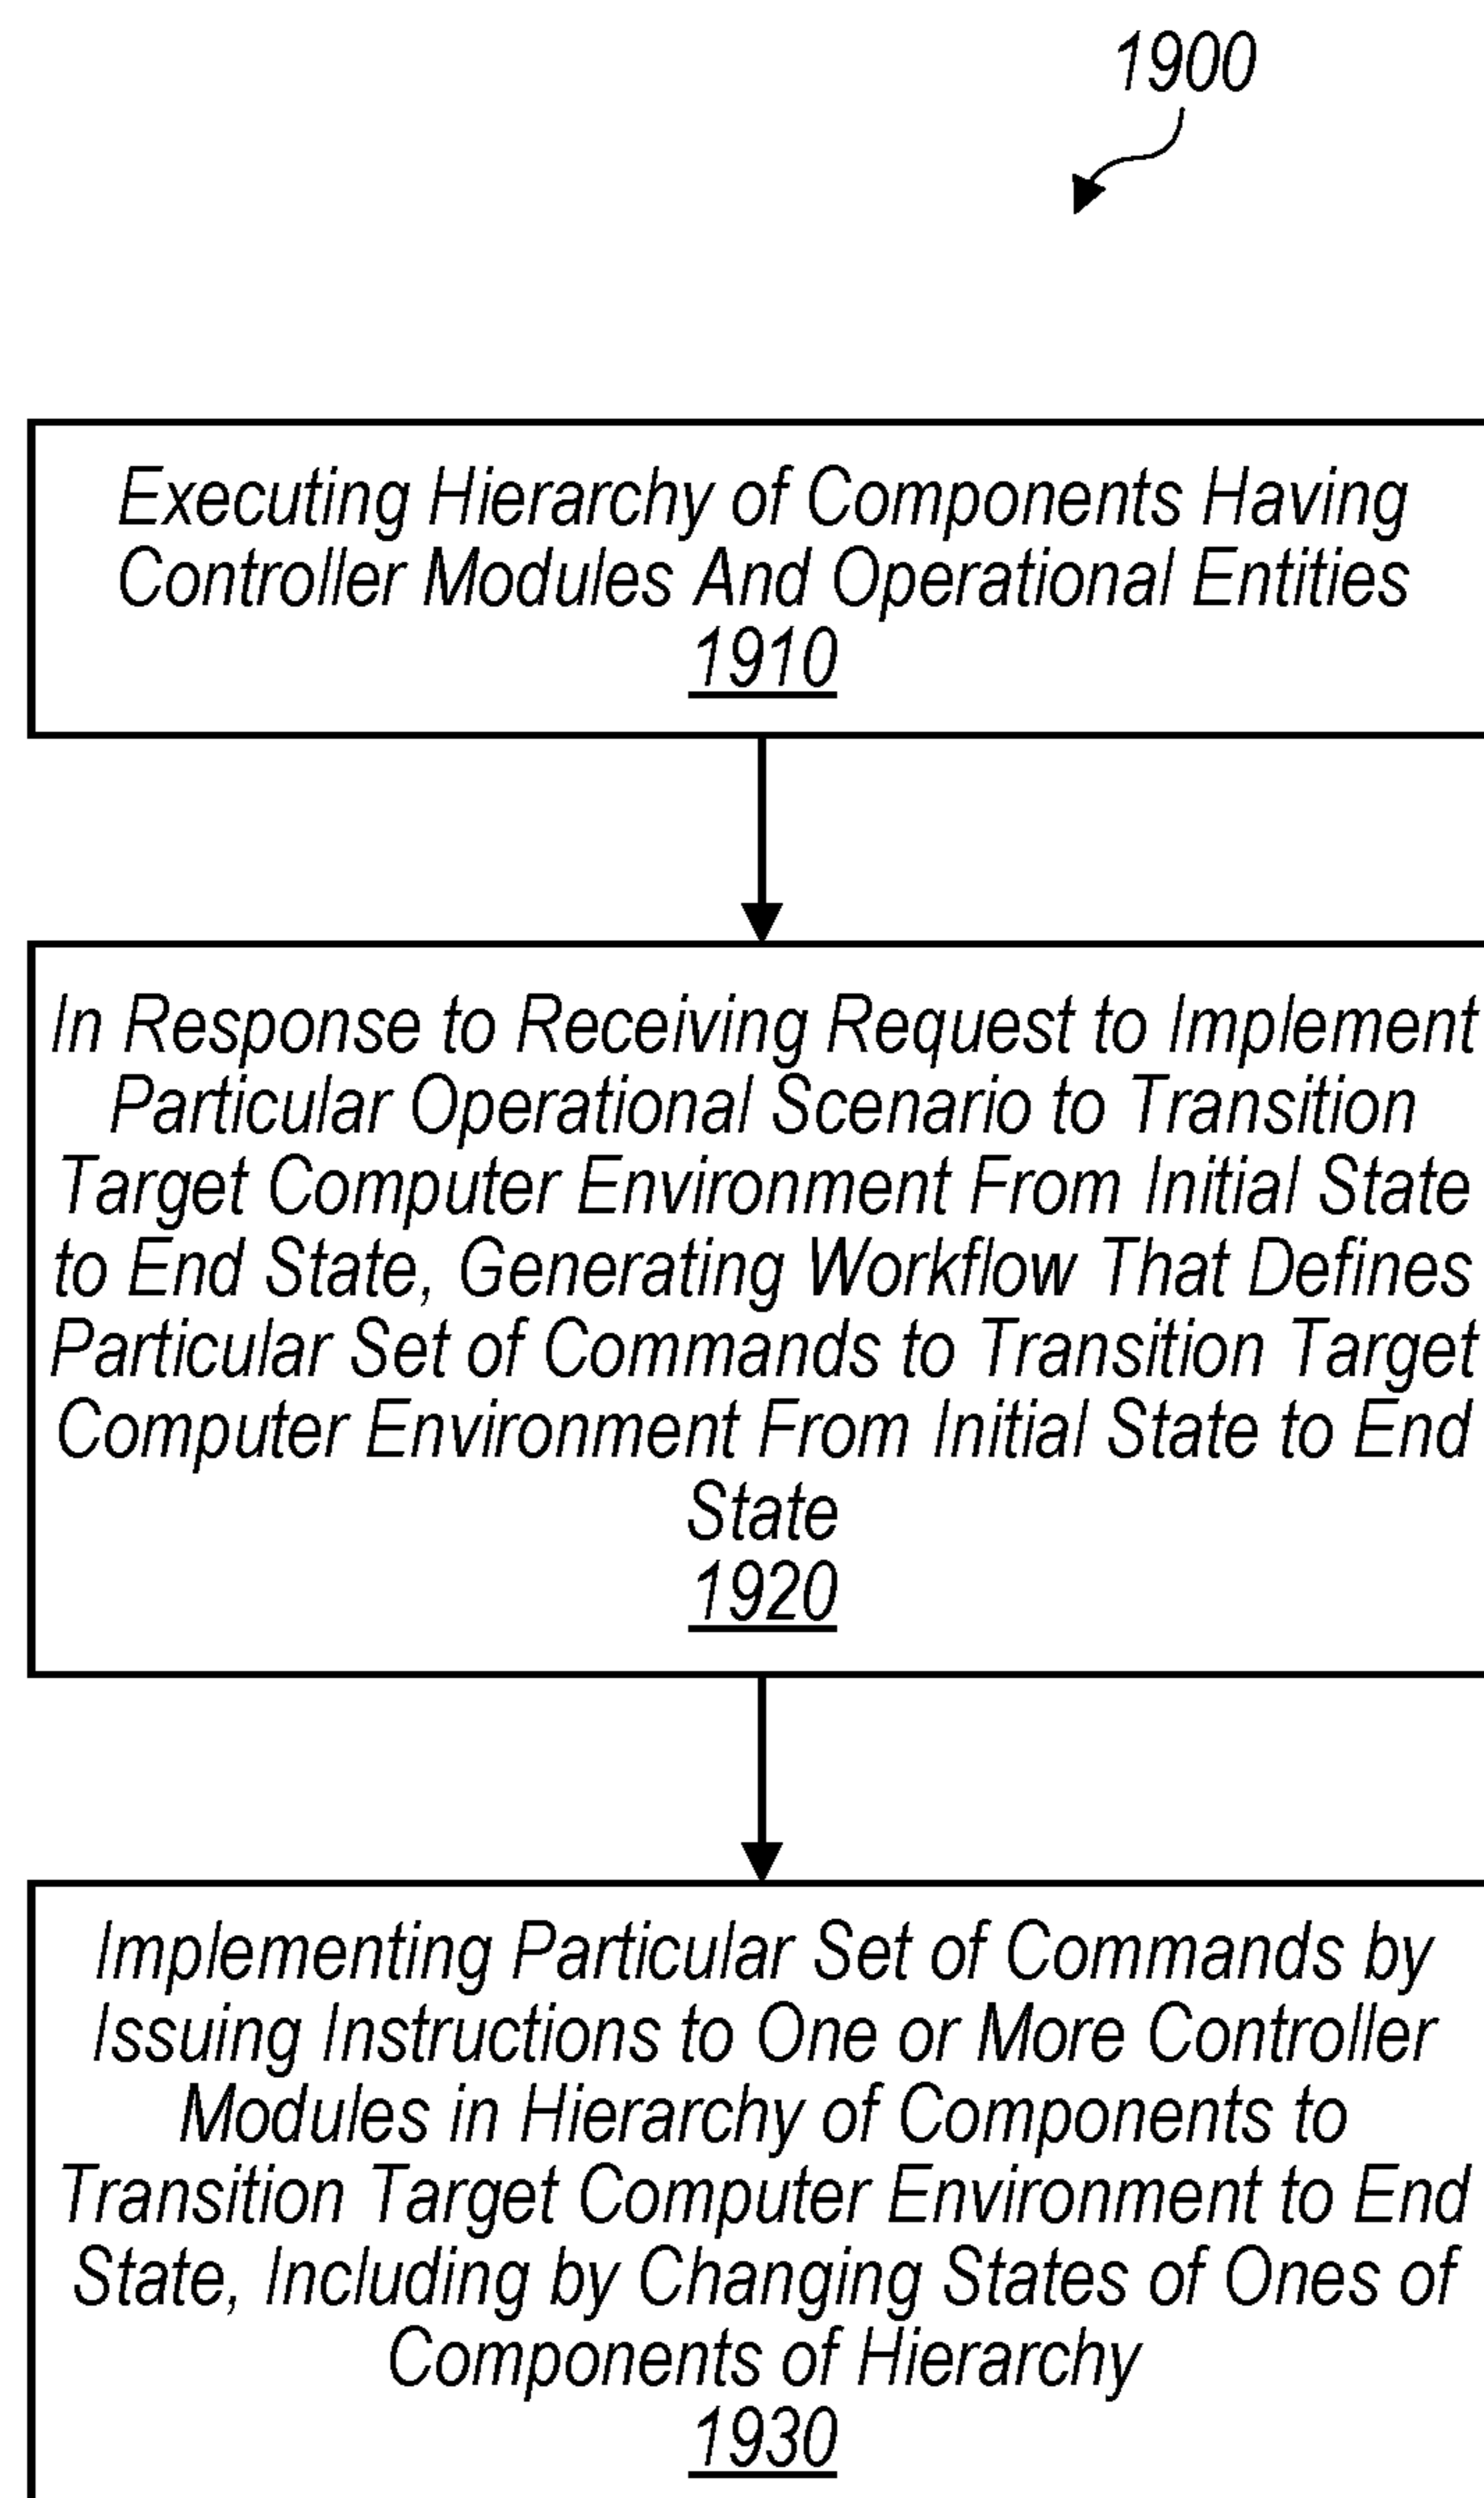 1900
Executing Hierarchy of Components Having
Controller Modules And Operational Entities
1910
In Response to Receiving Request to Implement
Particular Operational Scenario to Transition
Target Computer Environment From Initial State
to End State, Generating Workflow That Defines
Particular Set of Commands to Transition Target
Computer Environment From Initial State to End
State
1920
Implementing Particular Set of Commands by
Issuing Instructions to One or More Controller
Modules in Hierarchy of Components to
Transition Target Computer Environment to End
State, Including by Changing States of Ones of
Components of Hierarchy
1930